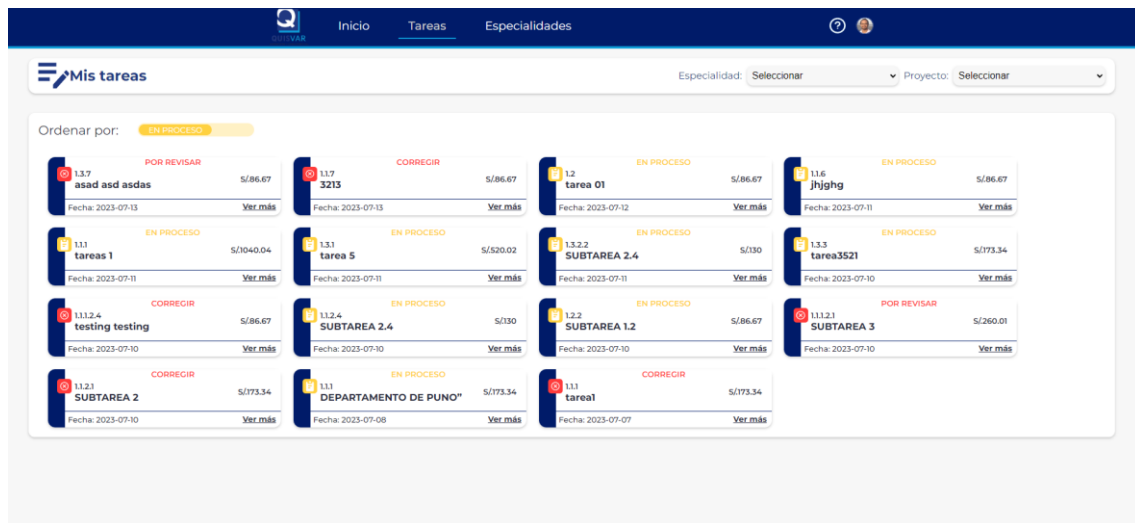 Q
QUISVAR
Inicio Tareas Especialidades ?
Mis tareas Especialidad: Seleccionar Proyecto: Seleccionar
Ordenar por: EN PROCESO
POR REVISAR
1.3.7
asad asd asdas
S/.86.67
Fecha: 2023-07-13 Ver más
CORREGIR
1.1.7
3213
S/.86.67
Fecha: 2023-07-13 Ver más
EN PROCESO
1.2
tarea 01
S/.86.67
Fecha: 2023-07-12 Ver más
EN PROCESO
1.1.6
jhjghg
S/.86.67
Fecha: 2023-07-11 Ver más
EN PROCESO
1.1.1
tareas 1
S/.1040.04
Fecha: 2023-07-11 Ver más
EN PROCESO
1.3.1
tarea 5
S/.520.02
Fecha: 2023-07-11 Ver más
EN PROCESO
1.3.2.2
SUBTAREA 2.4
S/.130
Fecha: 2023-07-11 Ver más
EN PROCESO
1.3.3
tarea3521
S/.173.34
Fecha: 2023-07-10 Ver más
CORREGIR
1.1.1.2.4
testing testing
S/.86.67
Fecha: 2023-07-10 Ver más
EN PROCESO
1.1.2.4
SUBTAREA 2.4
S/.130
Fecha: 2023-07-10 Ver más
EN PROCESO
1.2.2
SUBTAREA 1.2
S/.86.67
Fecha: 2023-07-10 Ver más
POR REVISAR
1.1.1.2.1
SUBTAREA 3
S/.260.01
Fecha: 2023-07-10 Ver más
CORREGIR
1.1.2.1
SUBTAREA 2
S/.173.34
Fecha: 2023-07-10 Ver más
EN PROCESO
1.1.1
DEPARTAMENTO DE PUNO”
S/.173.34
Fecha: 2023-07-08 Ver más
CORREGIR
1.1.1
tarea1
S/.173.34
Fecha: 2023-07-07 Ver más